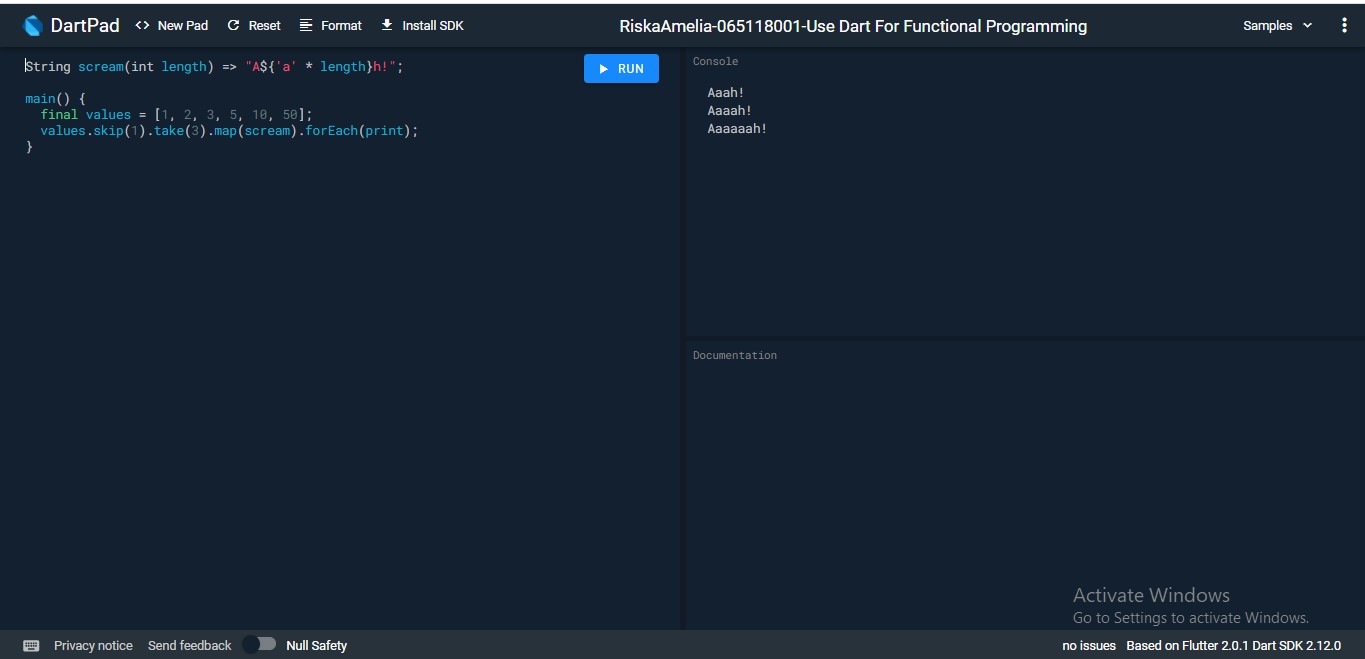 DartPad <> New Pad Reset Format Install SDK RiskaAmelia-065118001-Use Dart For Functional Programming Samples
String scream(int length) => "A${'a' * length}h!";
RUN
main() {
  final values = [1, 2, 3, 5, 10, 50];
  values.skip(1).take(3).map(scream).forEach(print);
}
Console
Aaah!
Aaaah!
Aaaaaah!
Documentation
Activate Windows
Go to Settings to activate Windows.
Privacy notice Send feedback Null Safety no issues Based on Flutter 2.0.1 Dart SDK 2.12.0